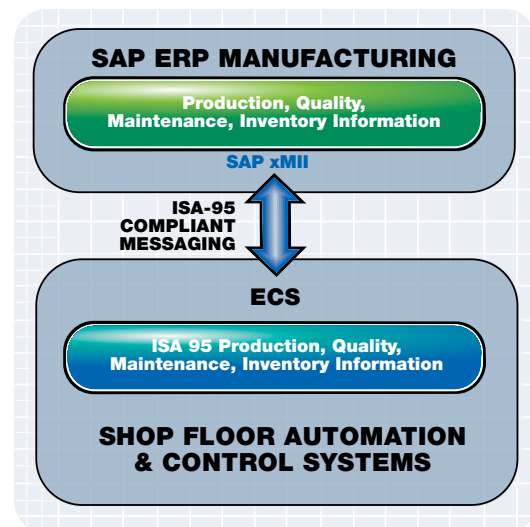 SAP ERP MANUFACTURING
Production, Quality,
Maintenance, Inventory Information
SAP xMII
ISA-95
COMPLIANT
MESSAGING
ECS
ISA 95 Production, Quality,
Maintenance, Inventory Information
SHOP FLOOR AUTOMATION
& CONTROL SYSTEMS